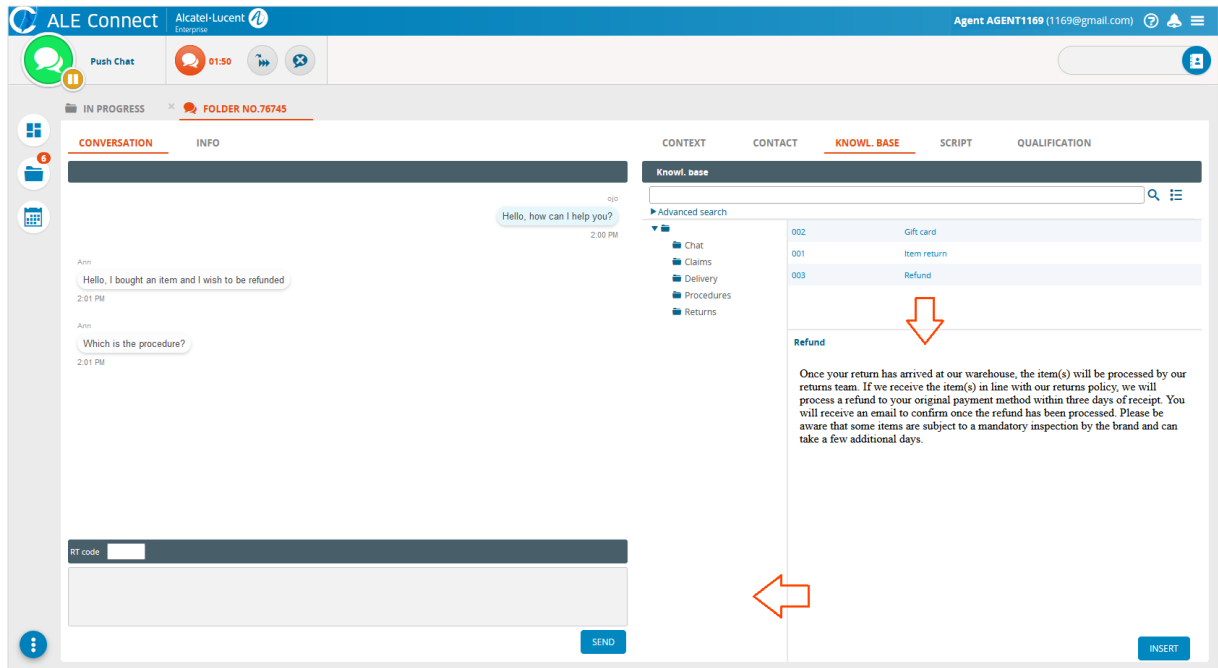 ALE Connect
Alcatel·Lucent
Enterprise
Agent AGENT1169 (1169@gmail.com)
Push Chat
01:50
IN PROGRESS
FOLDER NO.76745
6
CONVERSATION
INFO
CONTEXT
CONTACT
KNOWL. BASE
SCRIPT
QUALIFICATION
Knowl. base
Advanced search
ojo
Hello, how can I help you?
2:00 PM
Ann
Hello, I bought an item and I wish to be refunded
2:01 PM
Ann
Which is the procedure?
2:01 PM
Chat
Claims
Delivery
Procedures
Returns
002 Gift card
001 Item return
003 Refund
Refund
Once your return has arrived at our warehouse, the item(s) will be processed by our
returns team. If we receive the item(s) in line with our returns policy, we will
process a refund to your original payment method within three days of receipt. You
will receive an email to confirm once the refund has been processed. Please be
aware that some items are subject to a mandatory inspection by the brand and can
take a few additional days.
RT code
SEND
INSERT